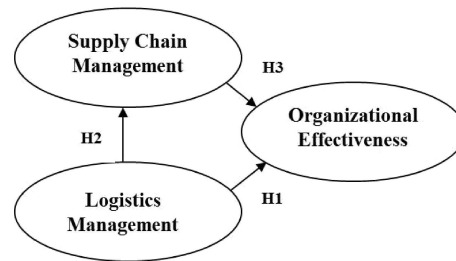 Supply Chain
Management
H3
Organizational
Effectiveness
H2
Logistics
Management
H1